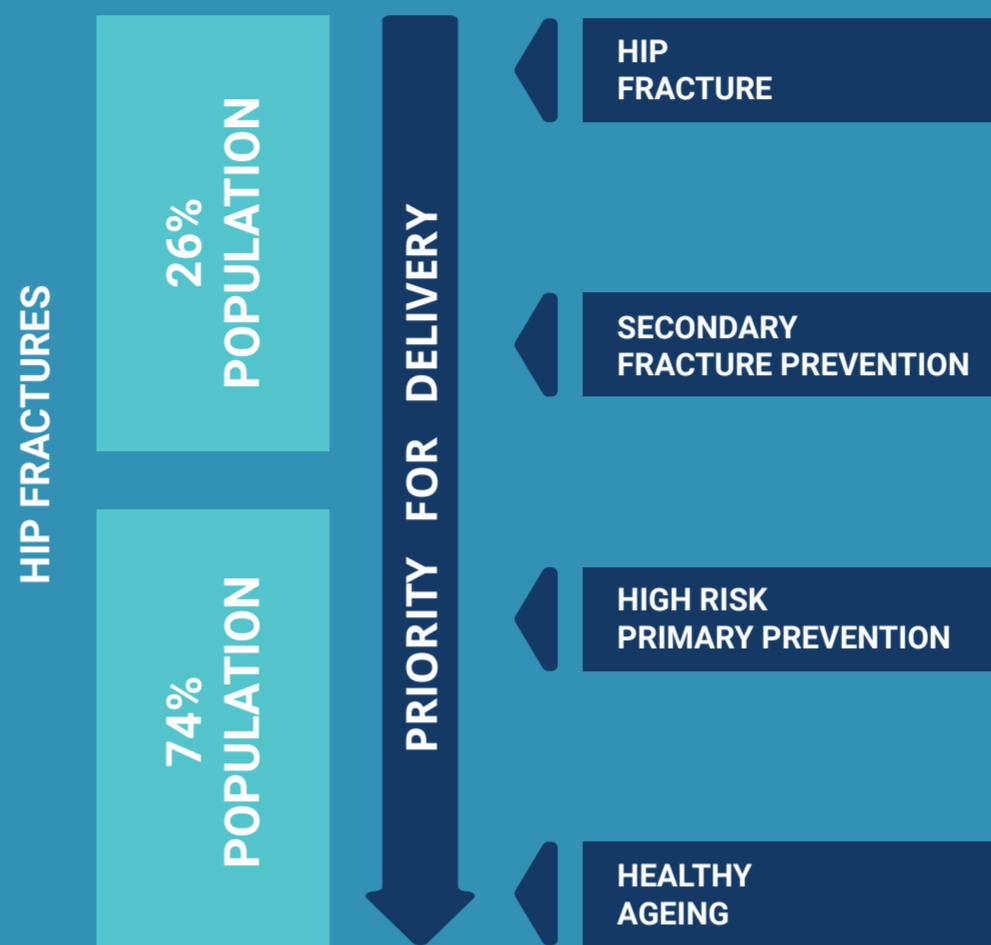 HIP FRACTURES
26%
POPULATION
74%
POPULATION
PRIORITY FOR DELIVERY
HIP
FRACTURE
SECONDARY
FRACTURE PREVENTION
HIGH RISK
PRIMARY PREVENTION
HEALTHY
AGEING